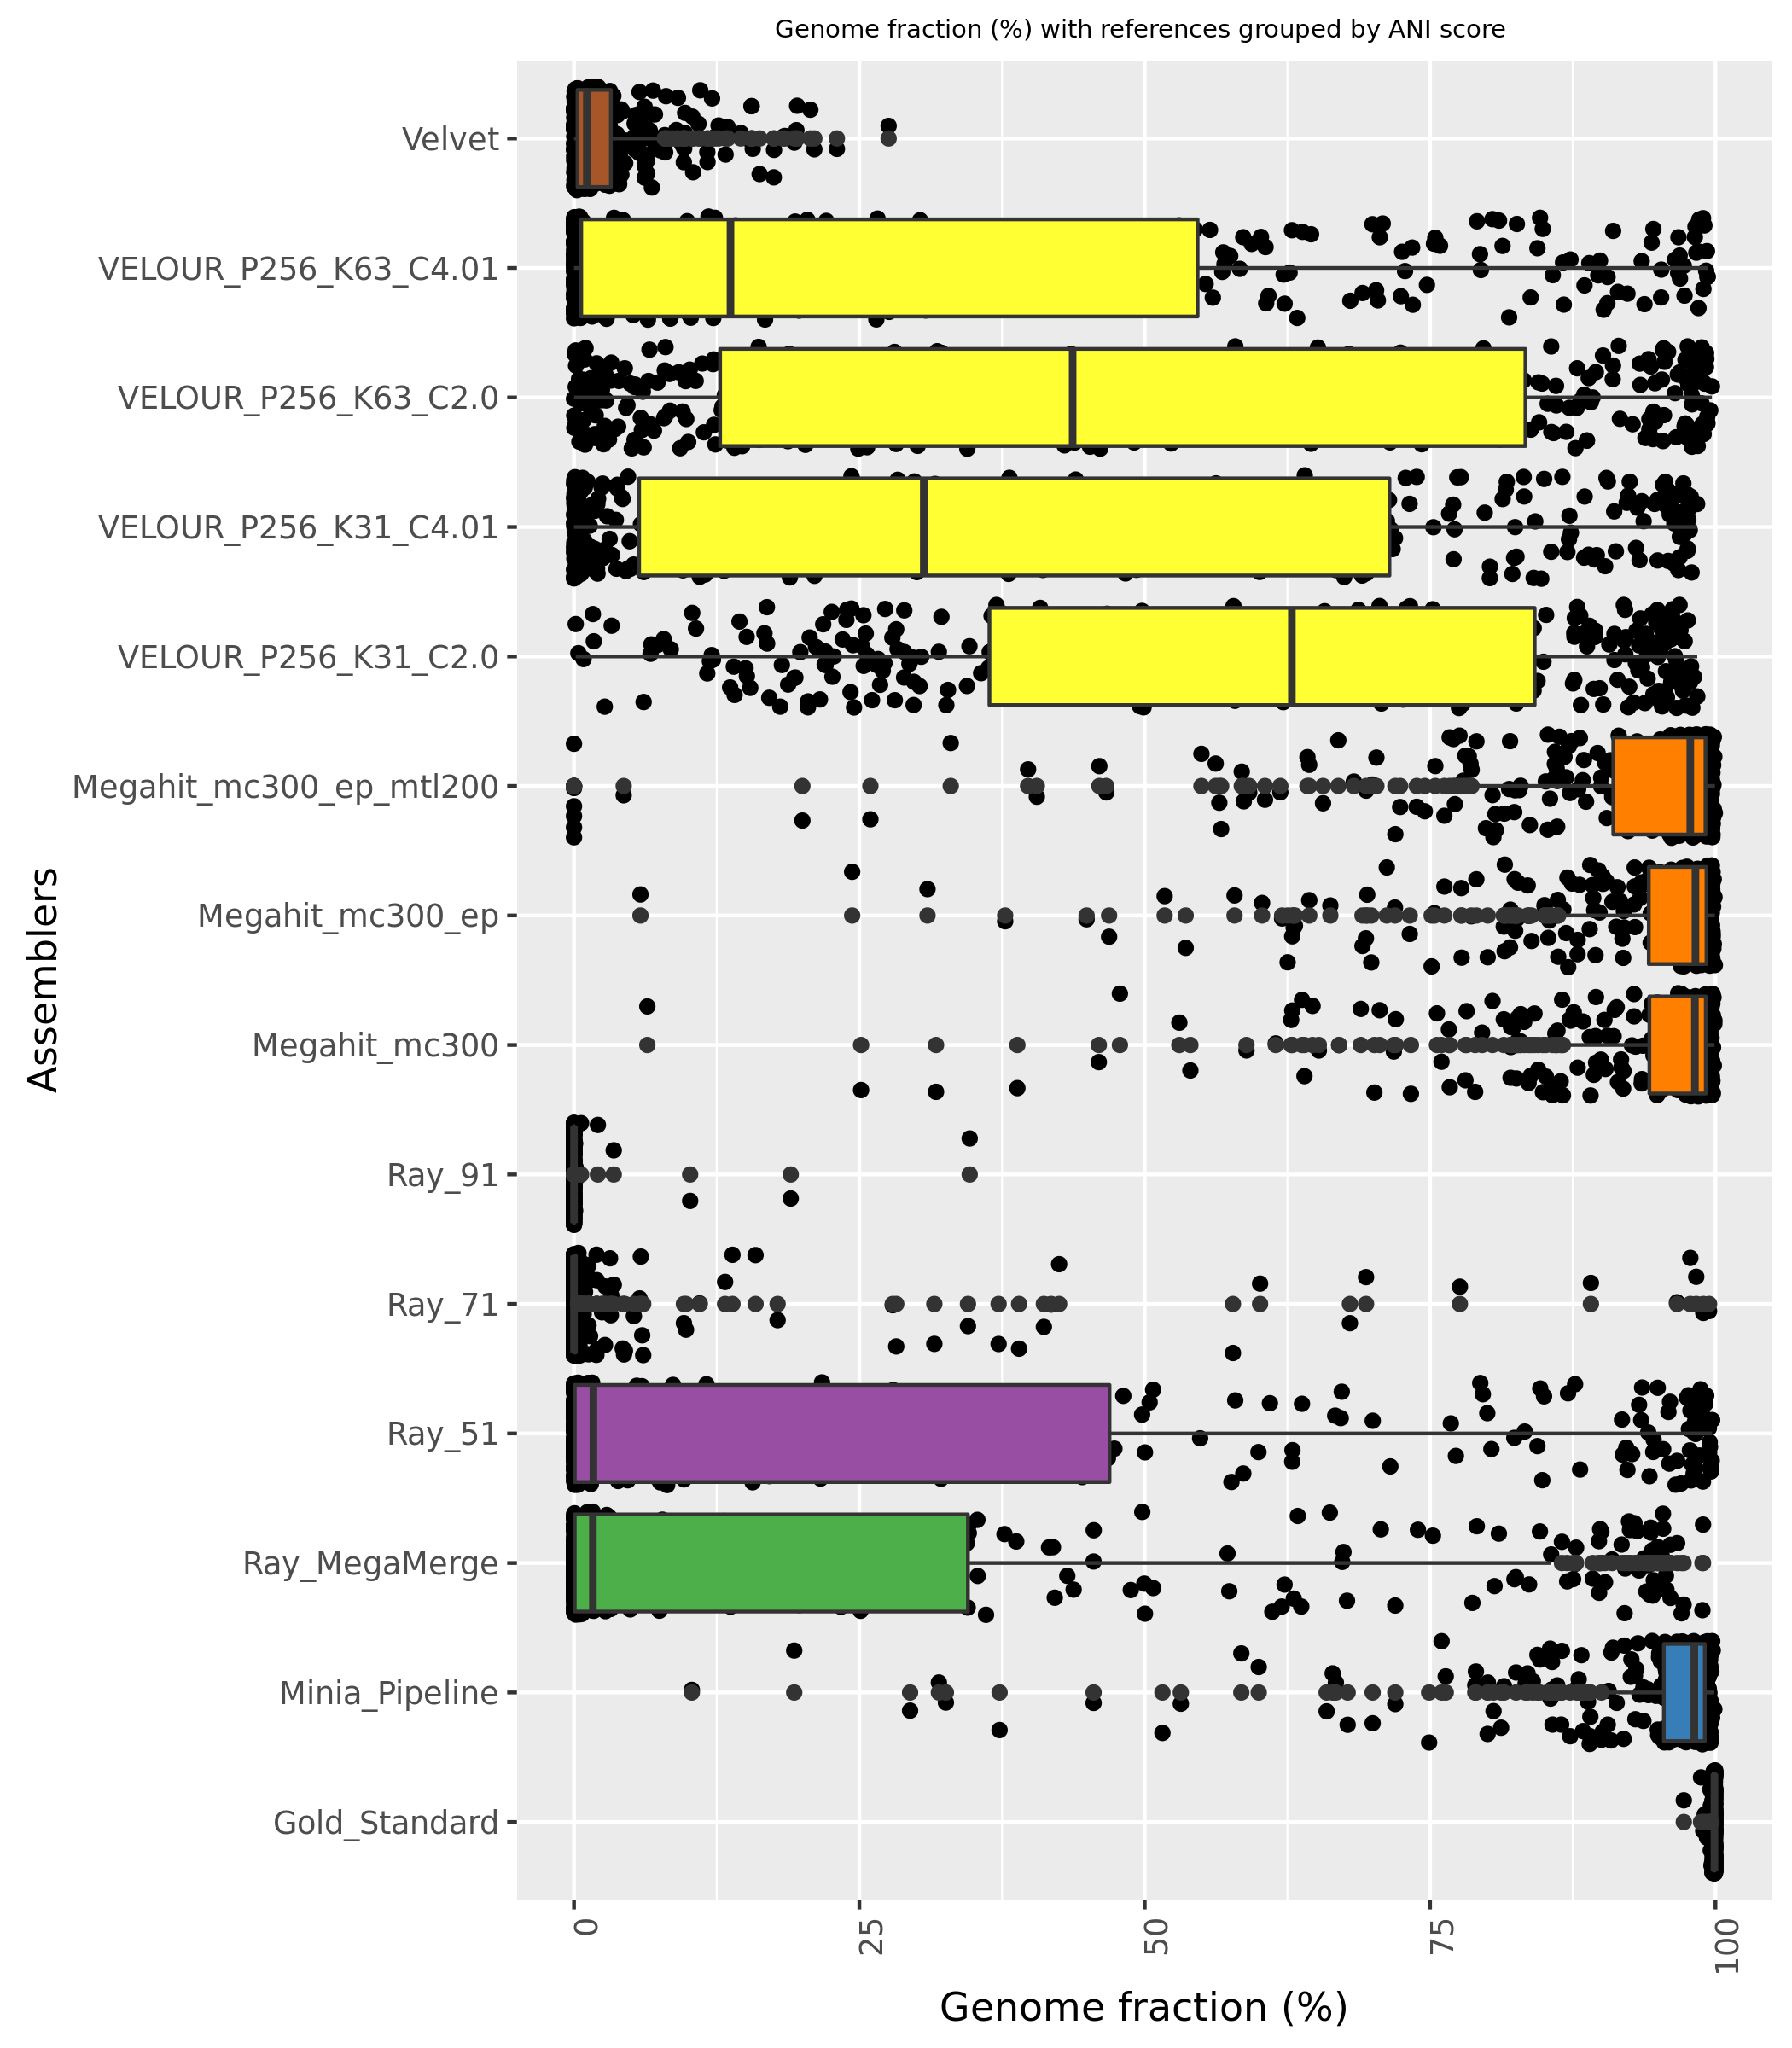 Genome fraction (%) with references grouped by ANI score
Velvet
VELOUR_P256_K63_C4.01
VELOUR_P256_K63_C2.0
VELOUR_P256_K31_C4.01
VELOUR_P256_K31_C2.0
Megahit_mc300_ep_mtl200
Megahit_mc300_ep
Megahit_mc300
Ray_91
Ray_71
Ray_51
Ray_MegaMerge
Minia_Pipeline
Gold_Standard
Assemblers
0
25
50
75
100
Genome fraction (%)